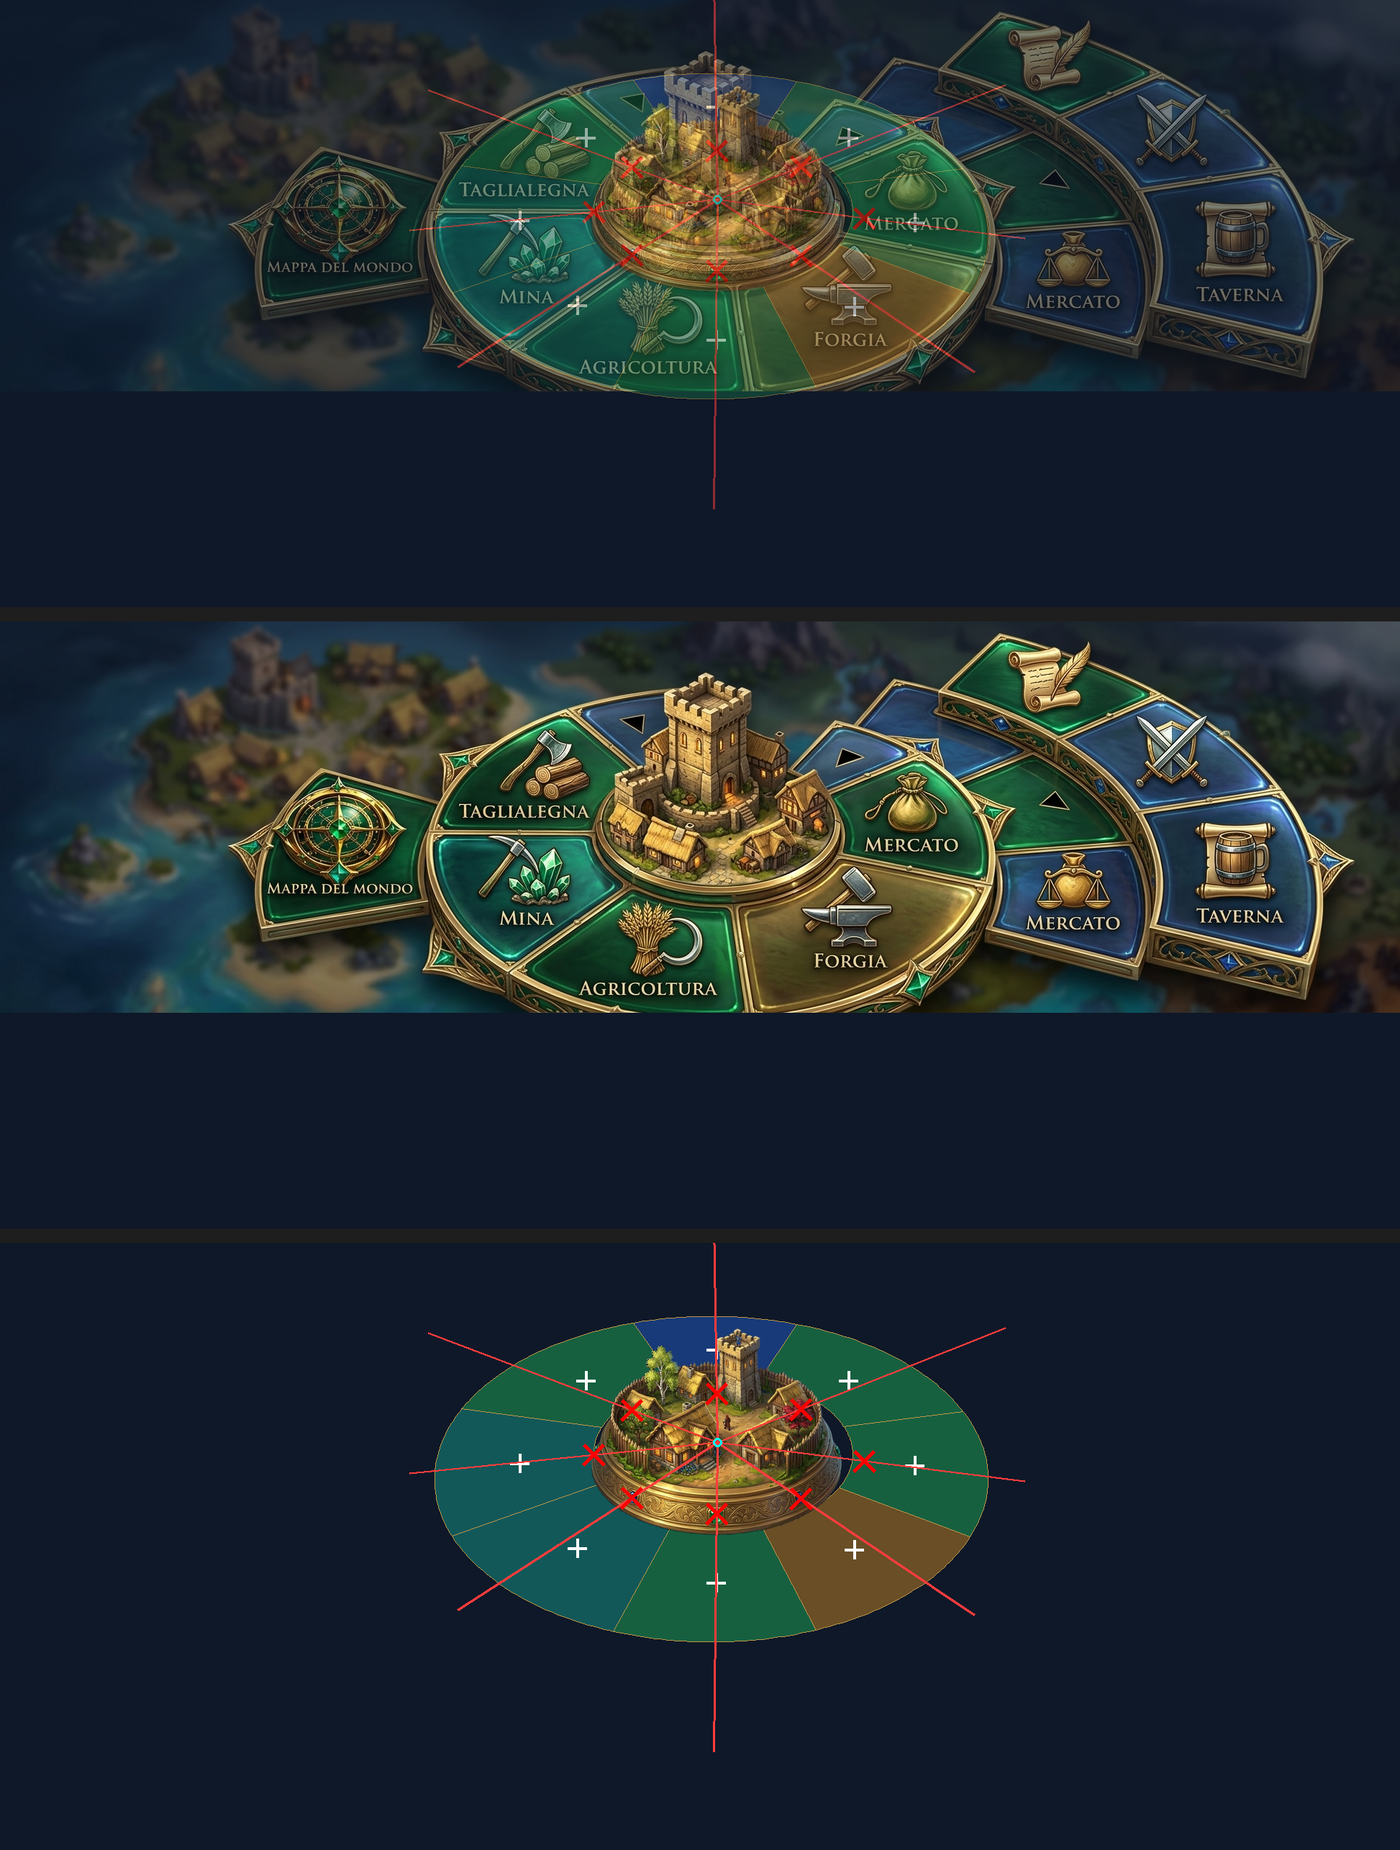 TAGLIALEGNA
MERCATO
MAPPA DEL MONDO
MINA
MERCATO
TAVERNA
FORGIA
AGRICOLTURA
TAGLIALEGNA
MERCATO
MAPPA DEL MONDO
MINA
MERCATO
TAVERNA
FORGIA
AGRICOLTURA